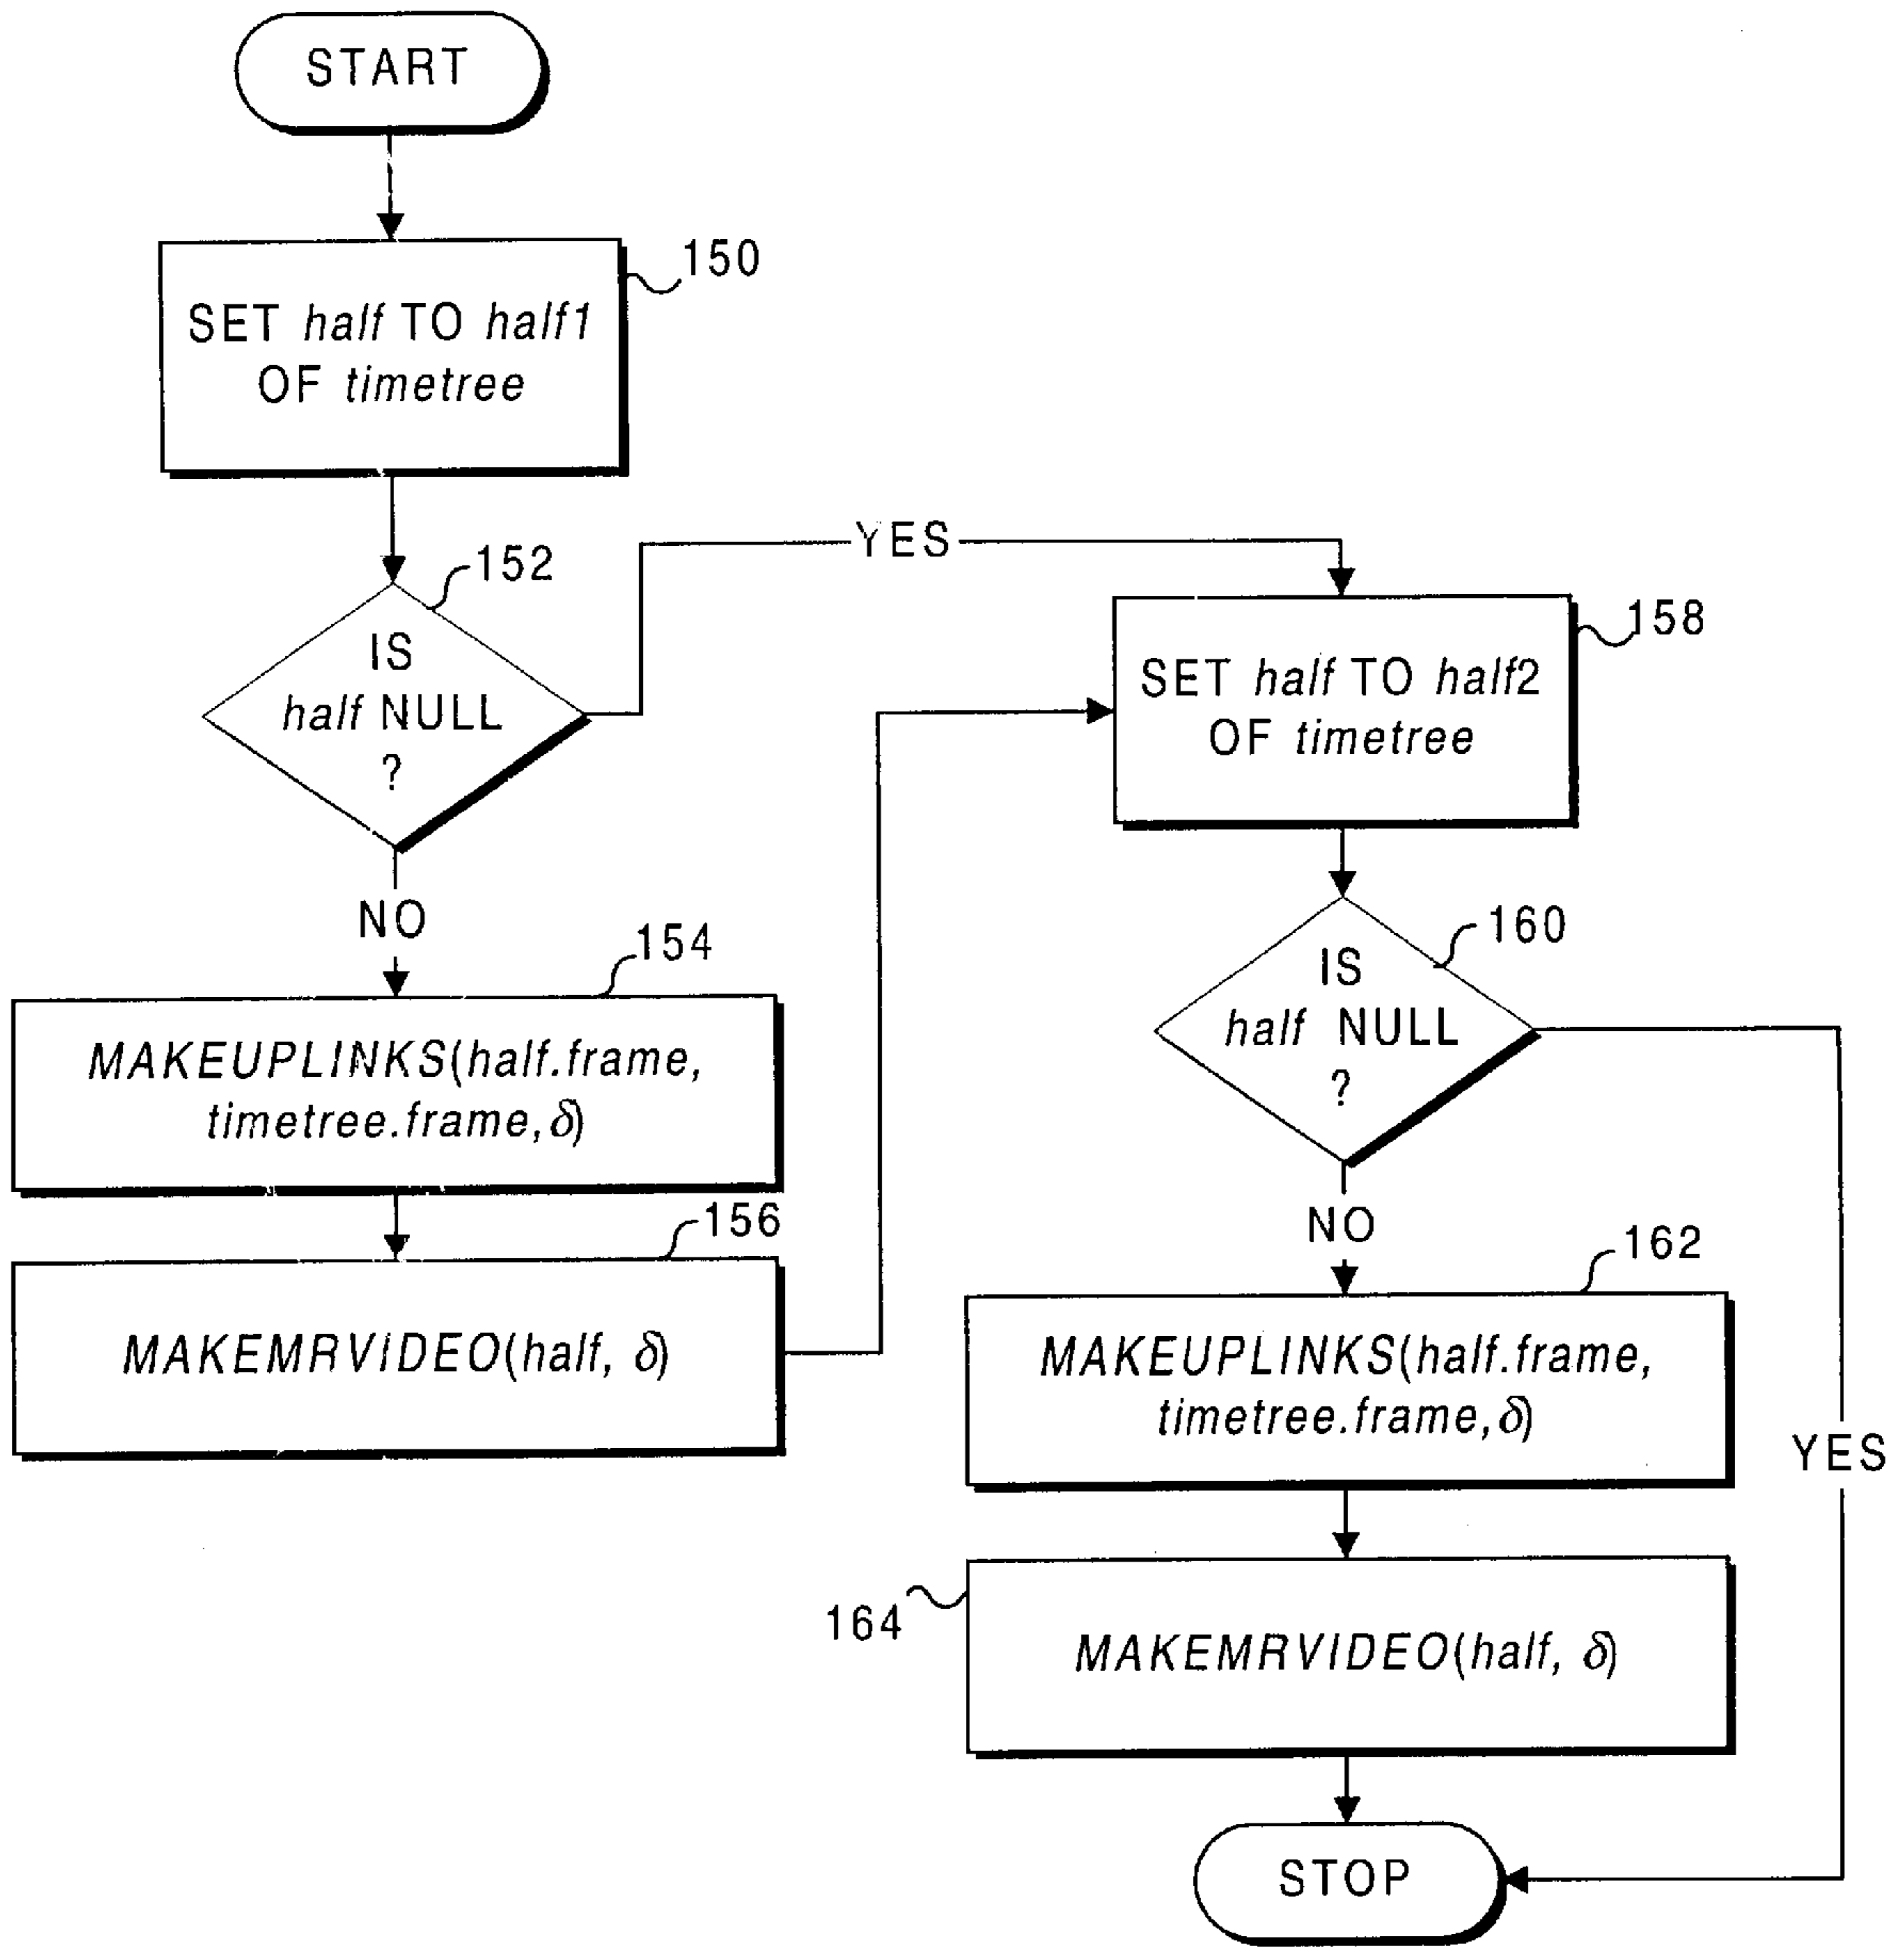 START
150
SET half TO half1
OF timetree
152
IS
half NULL
?
YES
NO
154
MAKEUPLINKS(half.frame,
timetree.frame,δ)
156
MAKEMRVIDEO(half, δ)
158
SET half TO half2
OF timetree
160
IS
half NULL
?
NO
YES
162
MAKEUPLINKS(half.frame,
timetree.frame,δ)
164
MAKEMRVIDEO(half, δ)
STOP